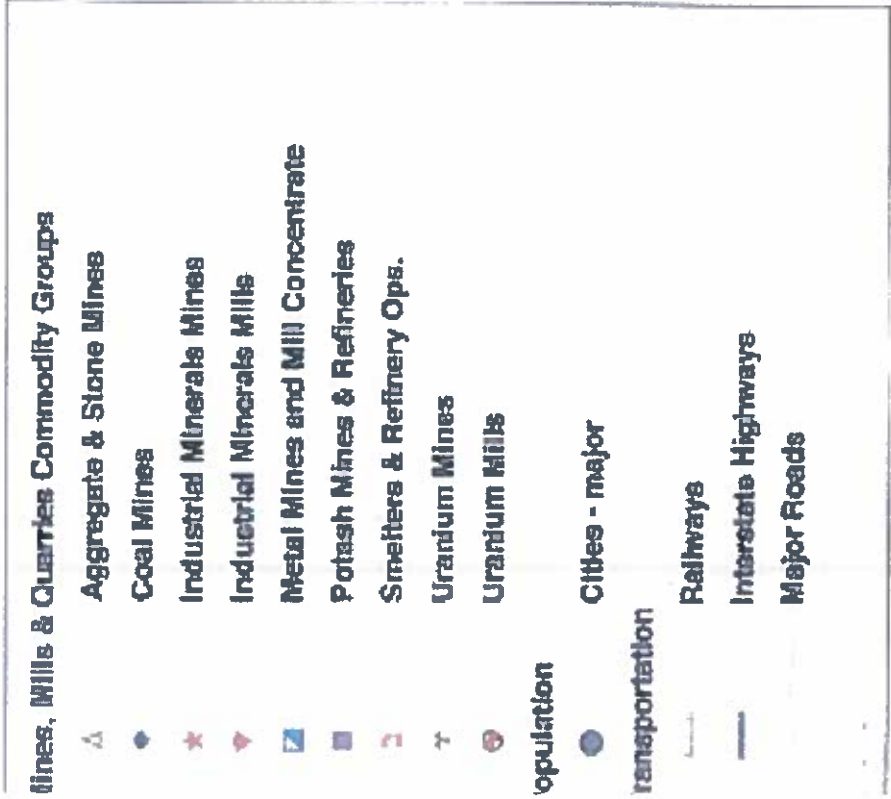 lines, Mills & Quarries Commodity Groups
Aggregate & Stone Mines
Coal Mines
Industrial Minerals Mines
Industrial Minerals Mills
Metal Mines and Mill Concentrate
Potash Mines & Refineries
Smelters & Refinery Ops.
Uranium Mines
Uranium Mills
opulation
Cities - major
ransportation
Railways
Interstate Highways
Major Roads